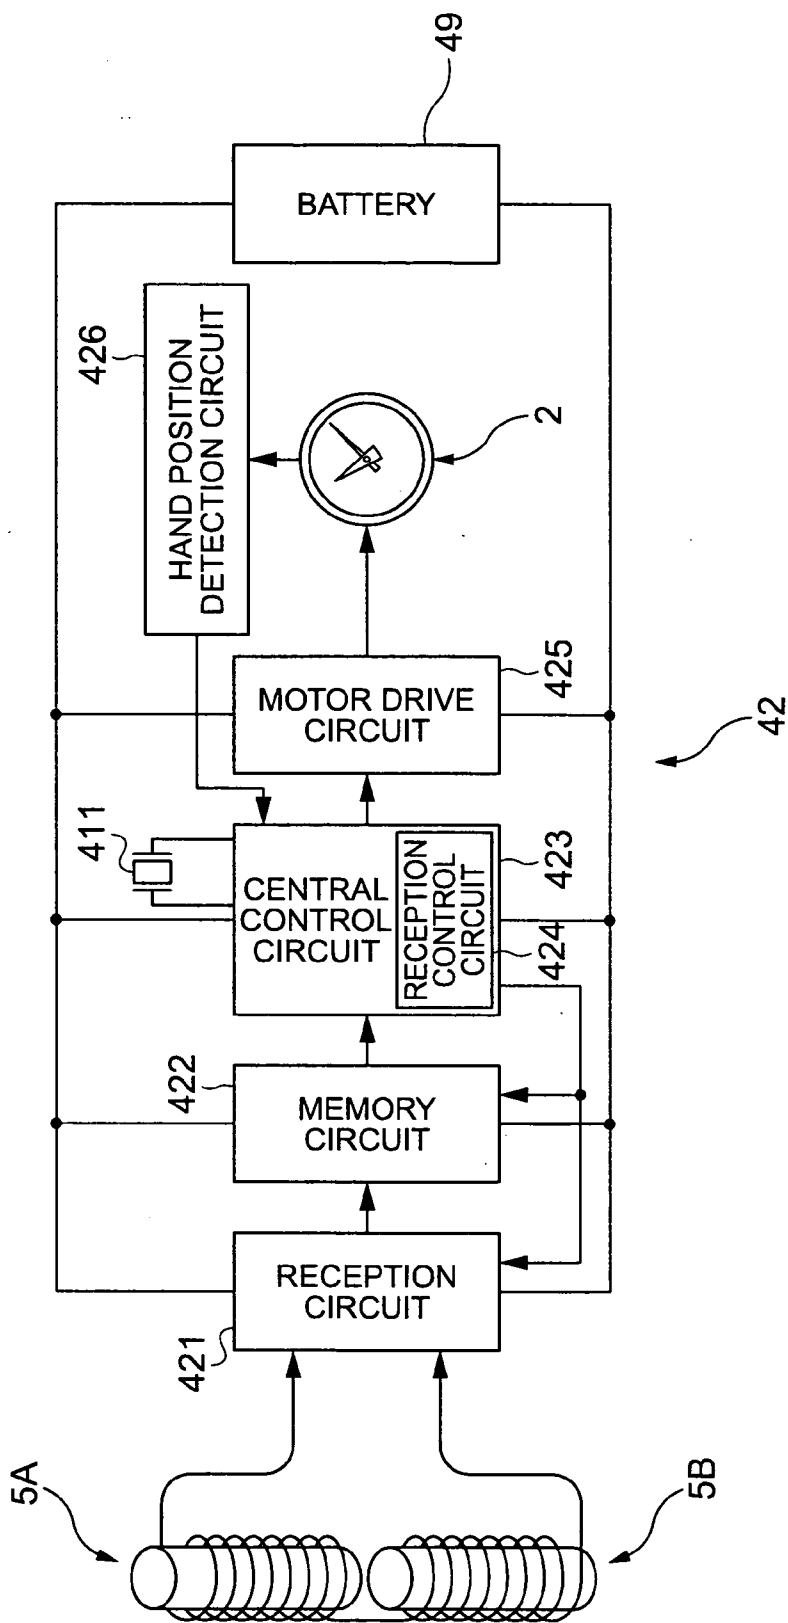 49
BATTERY
426
HAND POSITION
DETECTION CIRCUIT
2
MOTOR DRIVE
CIRCUIT
425
42
411
CENTRAL
CONTROL
CIRCUIT
RECEPTION
CONTROL
CIRCUIT
423
424
422
MEMORY
CIRCUIT
RECEPTION
CIRCUIT
421
5A
5B